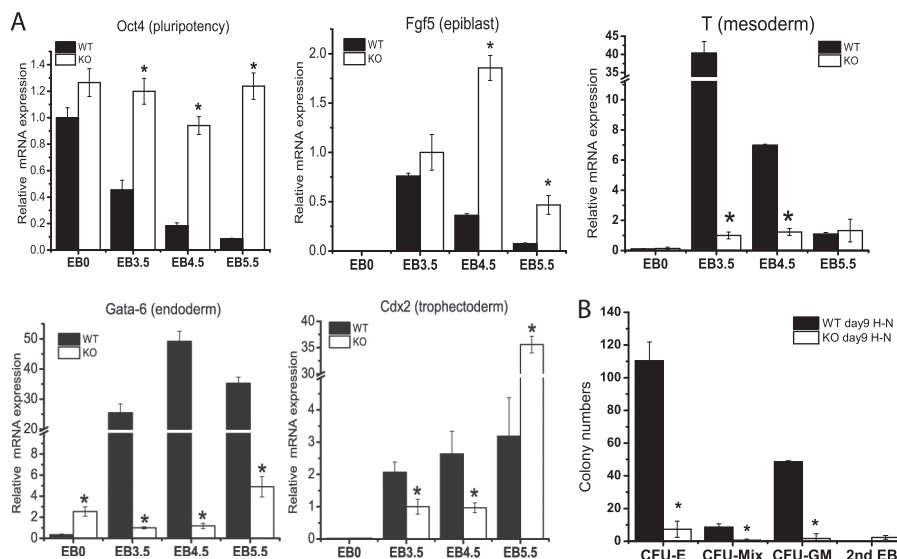 A
Oct4 (pluripotency)
WT
KO
Relative mRNA expression
1.4
1.2
1.0
0.8
0.6
0.4
0.2
0.0
*
*
*
EB0 EB3.5 EB4.5 EB5.5
Fgf5 (epiblast)
WT
KO
Relative mRNA expression
2.0
1.5
1.0
0.5
0.0
*
*
EB0 EB3.5 EB4.5 EB5.5
T (mesoderm)
WT
KO
Relative mRNA expression
45
40
35
30
8
6
4
2
0
*
*
EB0 EB3.5 EB4.5 EB5.5
Gata-6 (endoderm)
WT
KO
Relative mRNA expression
50
40
30
20
10
8
6
4
2
0
*
*
*
*
EB0 EB3.5 EB4.5 EB5.5
Cdx2 (trophectoderm)
WT
KO
Relative mRNA expression
40
35
30
4
3
2
1
0
*
*
*
EB0 EB3.5 EB4.5 EB5.5
B
WT day9 H-N
KO day9 H-N
Colony numbers
140
120
100
80
60
40
20
0
*
*
*
CFU-E CFU-Mix CFU-GM 2nd EB